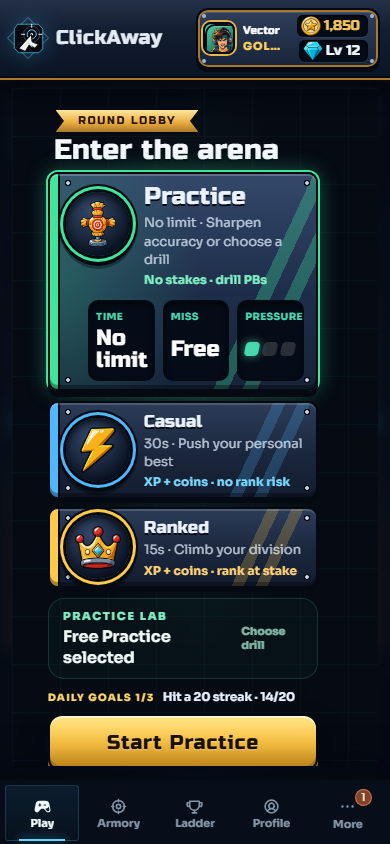 ClickAway
Vector
GOL...
1,850
Lv 12
ROUND LOBBY
Enter the arena
Practice
No limit · Sharpen
accuracy or choose a
drill
No stakes · drill PBs
TIME
No
limit
MISS
Free
PRESSURE
Casual
30s · Push your personal
best
XP + coins · no rank risk
Ranked
15s · Climb your division
XP + coins · rank at stake
PRACTICE LAB
Free Practice
selected
Choose
drill
DAILY GOALS 1/3 Hit a 20 streak · 14/20
Start Practice
Play
Armory
Ladder
Profile
1
More